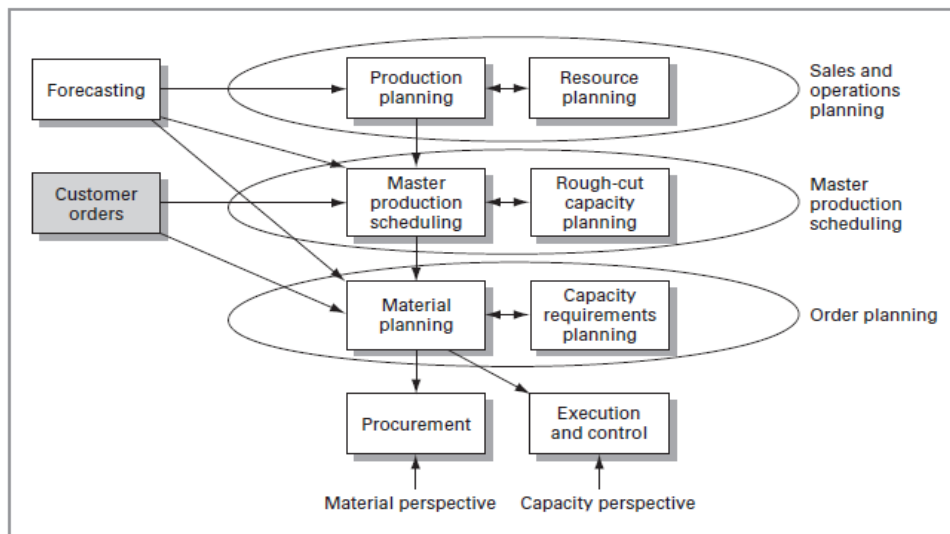 Forecasting
Production
planning
Resource
planning
Sales and
operations
planning
Customer
orders
Master
production
scheduling
Rough-cut
capacity
planning
Master
production
scheduling
Material
planning
Capacity
requirements
planning
Order planning
Procurement
Execution
and control
Material perspective
Capacity perspective